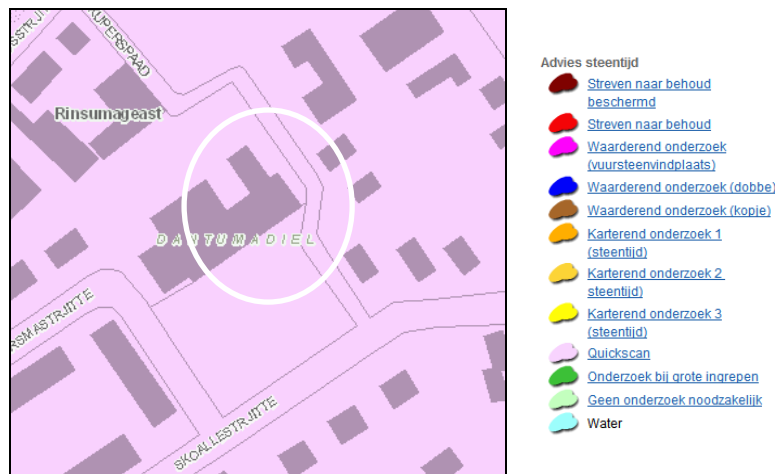 KUPERSPAAD
Rinsumageast
DANTUMADIEL
RSMASTRJITTE
SKOALLESTRJITTE
Advies steentijd
Streven naar behoud
beschermd
Streven naar behoud
Waarderend onderzoek
(vuursteenvindplaats)
Waarderend onderzoek (dobbe)
Waarderend onderzoek (kopje)
Karterend onderzoek 1
(steentijd)
Karterend onderzoek 2
steentijd)
Karterend onderzoek 3
(steentijd)
Quickscan
Onderzoek bij grote ingrepen
Geen onderzoek noodzakelijk
Water